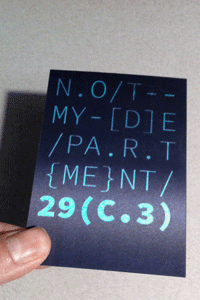 N.O/T--
MY-[D]E
/PA.R.T
{ME}NT/
29(C.3)